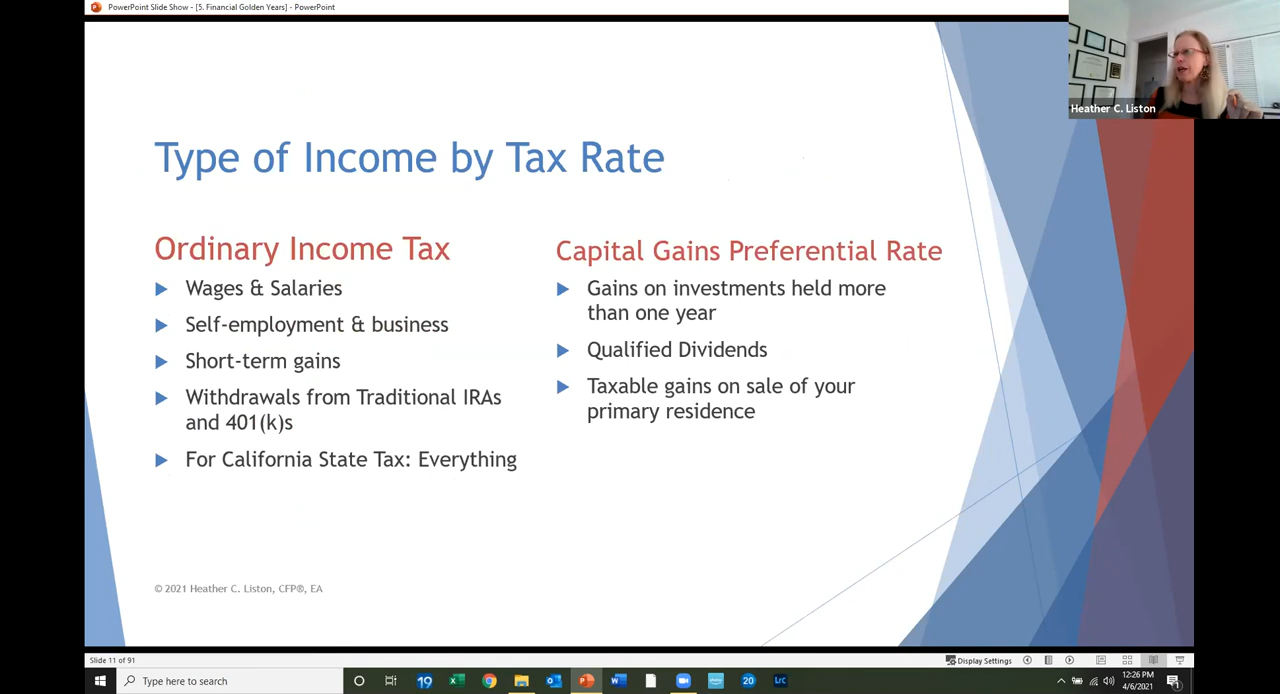 PowerPoint Slide Show - [5. Financial Golden Years] - PowerPoint
Heather C. Liston
Type of Income by Tax Rate
Ordinary Income Tax
Wages & Salaries
Self-employment & business
Short-term gains
Withdrawals from Traditional IRAs
and 401(k)s
For California State Tax: Everything
Capital Gains Preferential Rate
Gains on investments held more
than one year
Qualified Dividends
Taxable gains on sale of your
primary residence
© 2021 Heather C. Liston, CFP®, EA
Slide 11 of 91
Display Settings
Type here to search
19
20
Lrc
12:26 PM
4/6/2021